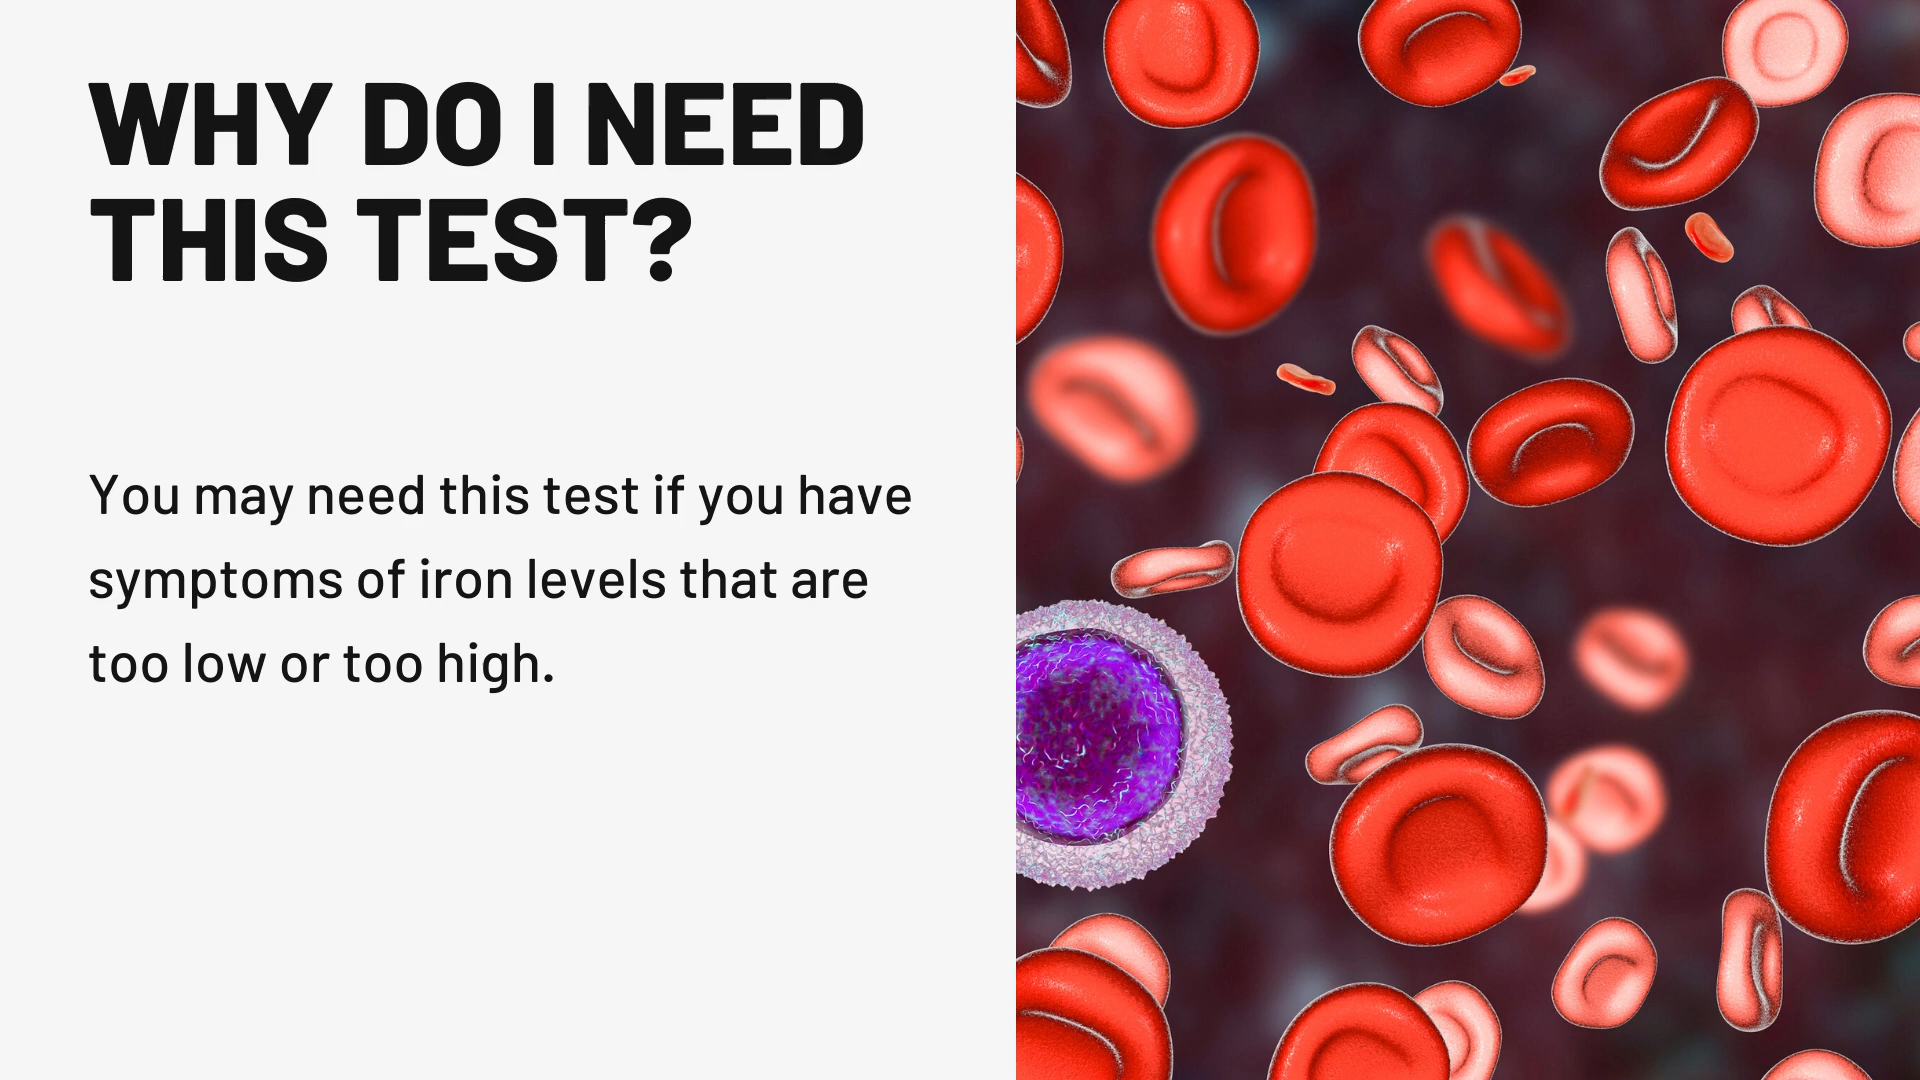 WHY DO I NEED
THIS TEST?
You may need this test if you have
symptoms of iron levels that are
too low or too high.